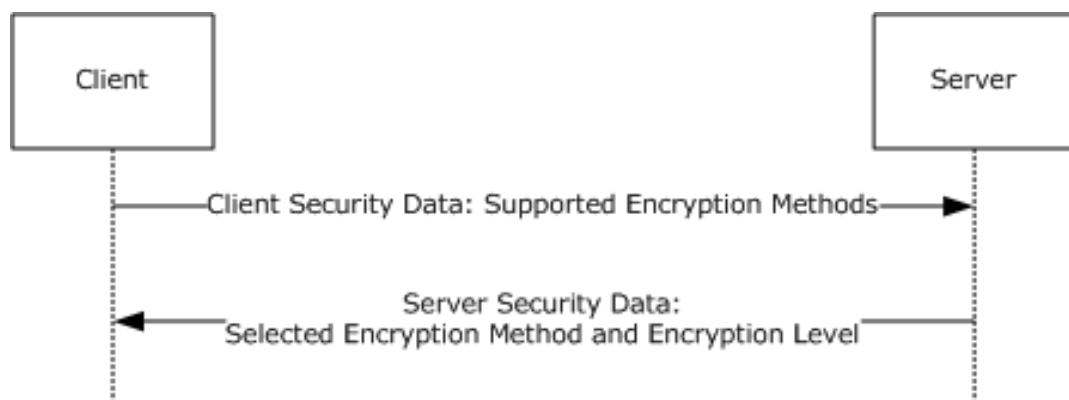 Client
Server
Client Security Data: Supported Encryption Methods
Server Security Data:
Selected Encryption Method and Encryption Level